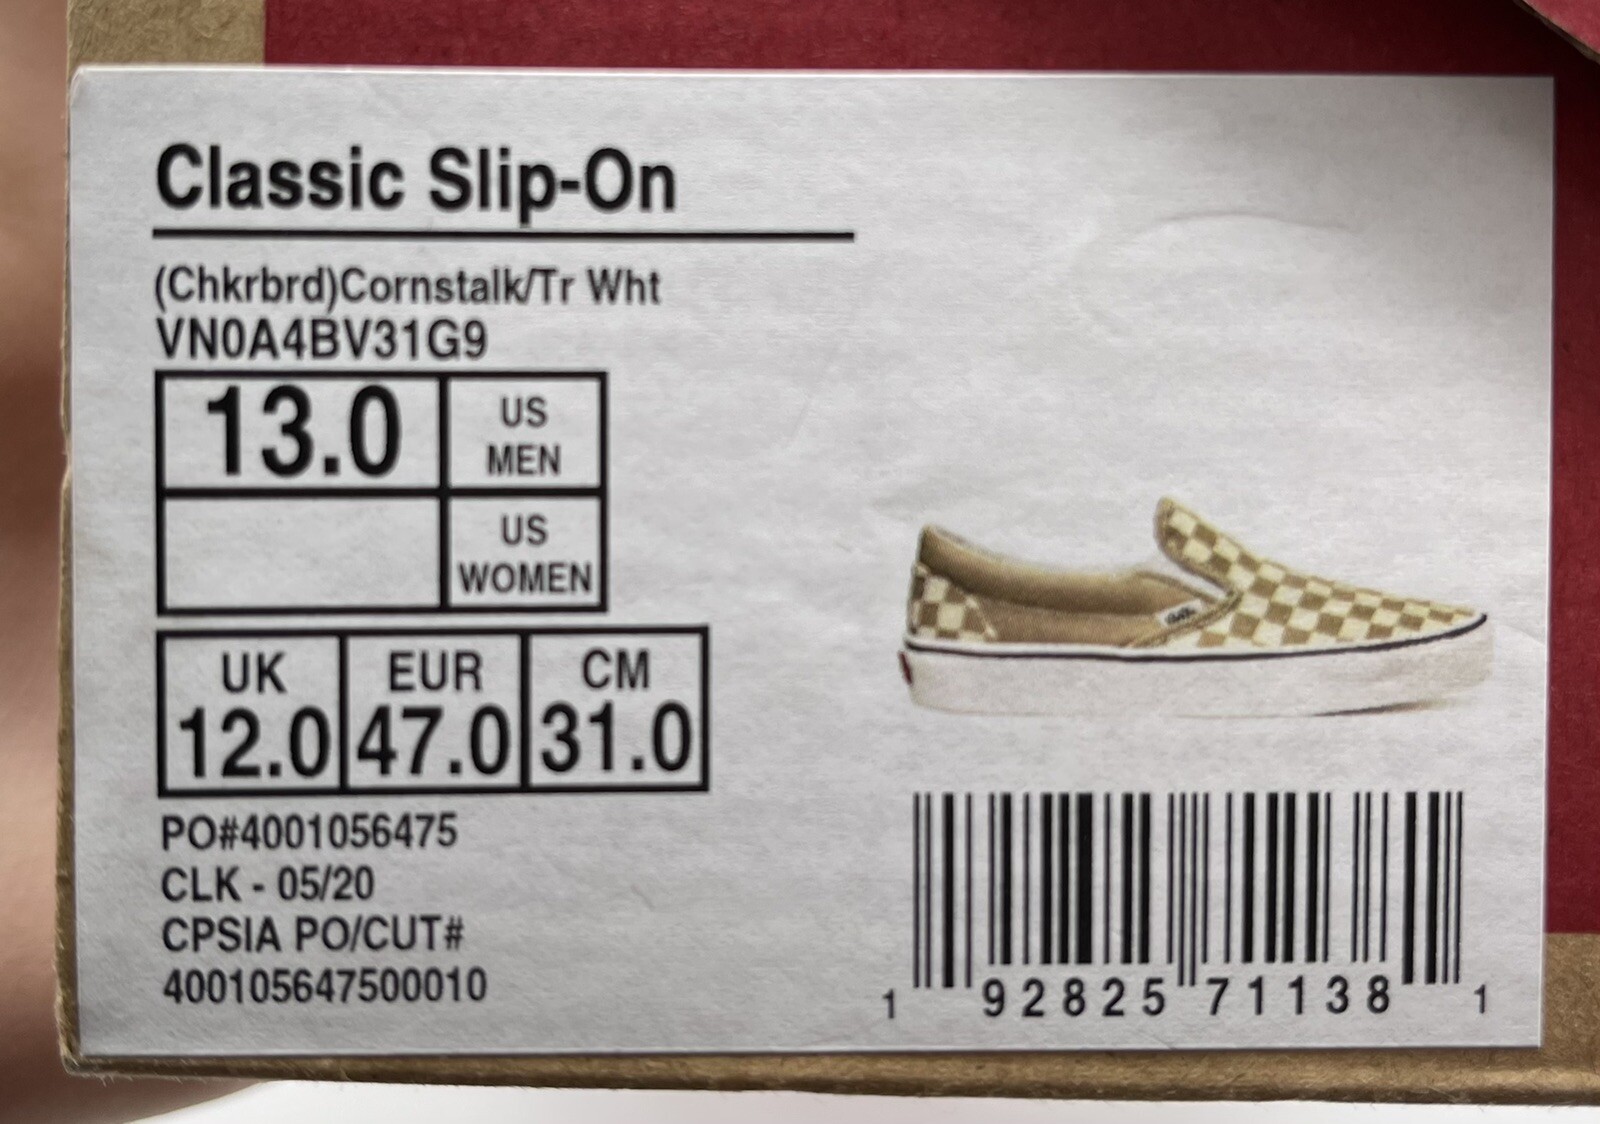 Classic Slip-On
(Chkrbrd)Cornstalk/Tr Wht
VN0A4BV31G9
13.0 US MEN
US WOMEN
UK EUR CM
12.0 47.0 31.0
PO#4001056475
CLK - 05/20
CPSIA PO/CUT#
400105647500010
1 92825 71138 1